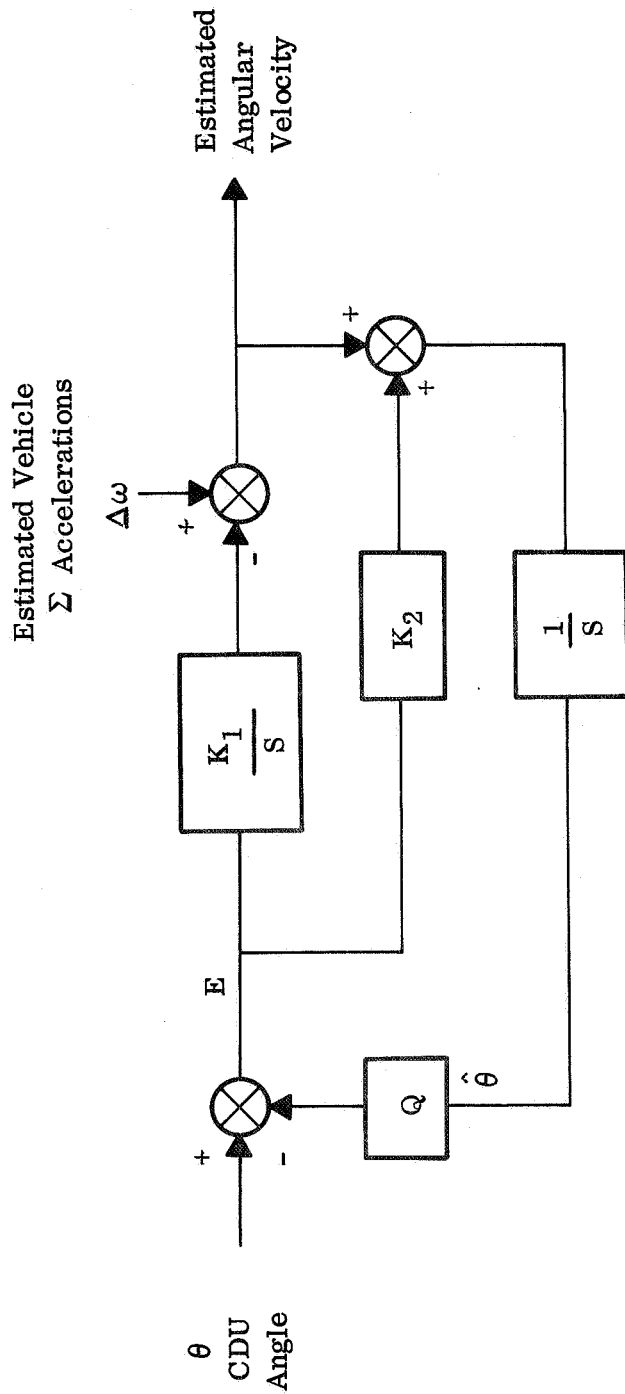 Estimated Vehicle
Σ Accelerations
Δω
+
-
Estimated
Angular
Velocity
θ
CDU
Angle
+
-
E
K₁
S
K₂
+
+
Q
θ̂
1
S